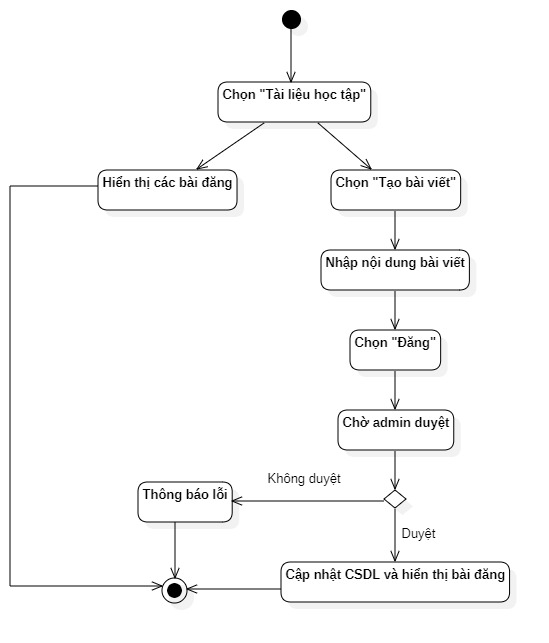 Chọn "Tài liệu học tập"
Hiển thị các bài đăng
Chọn "Tạo bài viết"
Nhập nội dung bài viết
Chọn "Đăng"
Chờ admin duyệt
Không duyệt
Thông báo lỗi
Duyệt
Cập nhật CSDL và hiển thị bài đăng